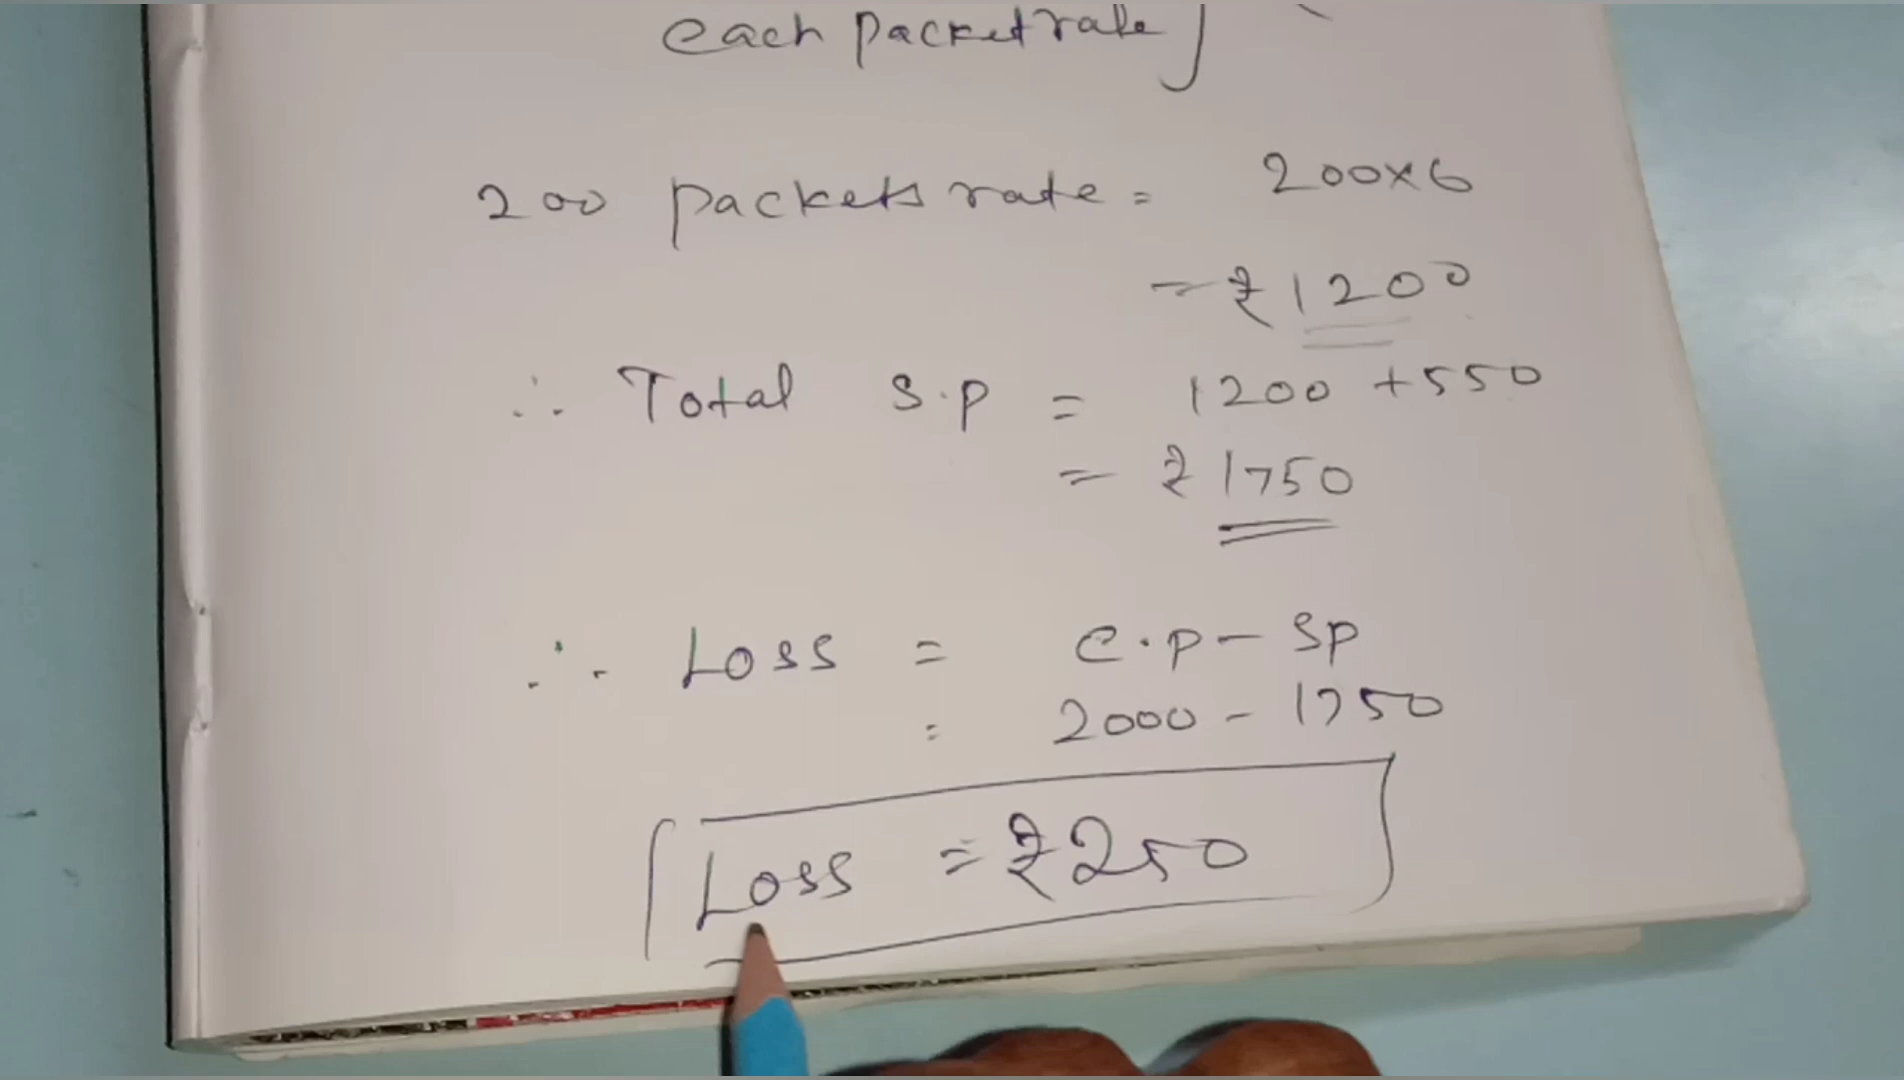 each packet rate }
200 packets rate = 200×6
= ₹1200
∴ Total S.P = 1200 + 550
= ₹1750
∴ Loss = C.P - SP
= 2000 - 1750
Loss = ₹250